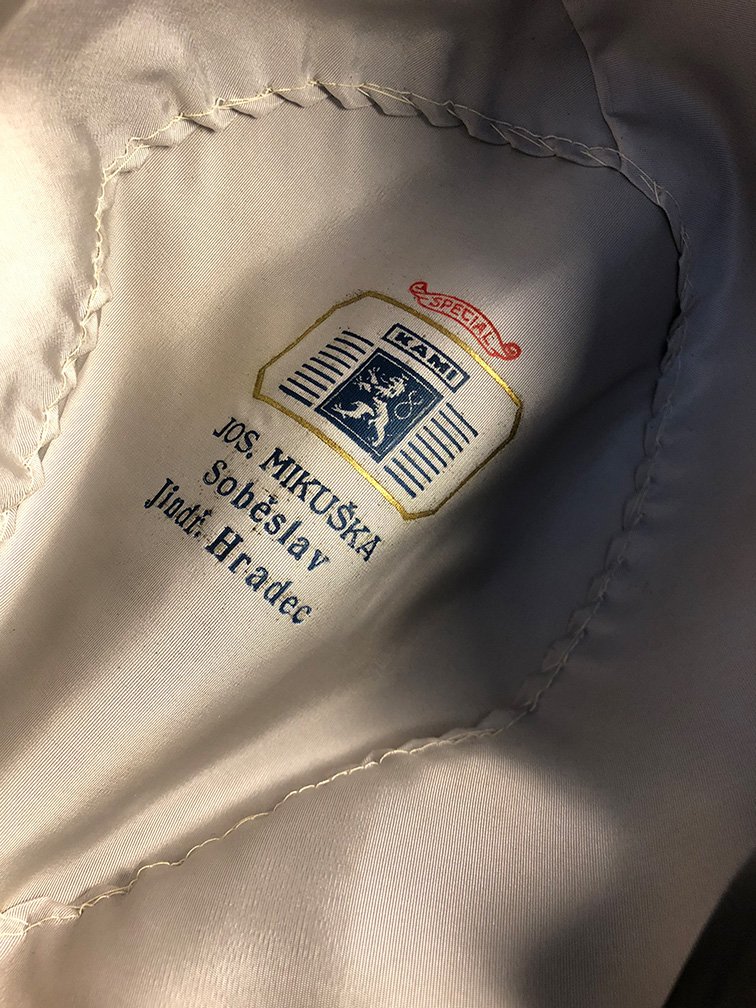 SPECIAL
KAMI
JOS. MIKUŠKA
Soběslav
Jindř. Hradec